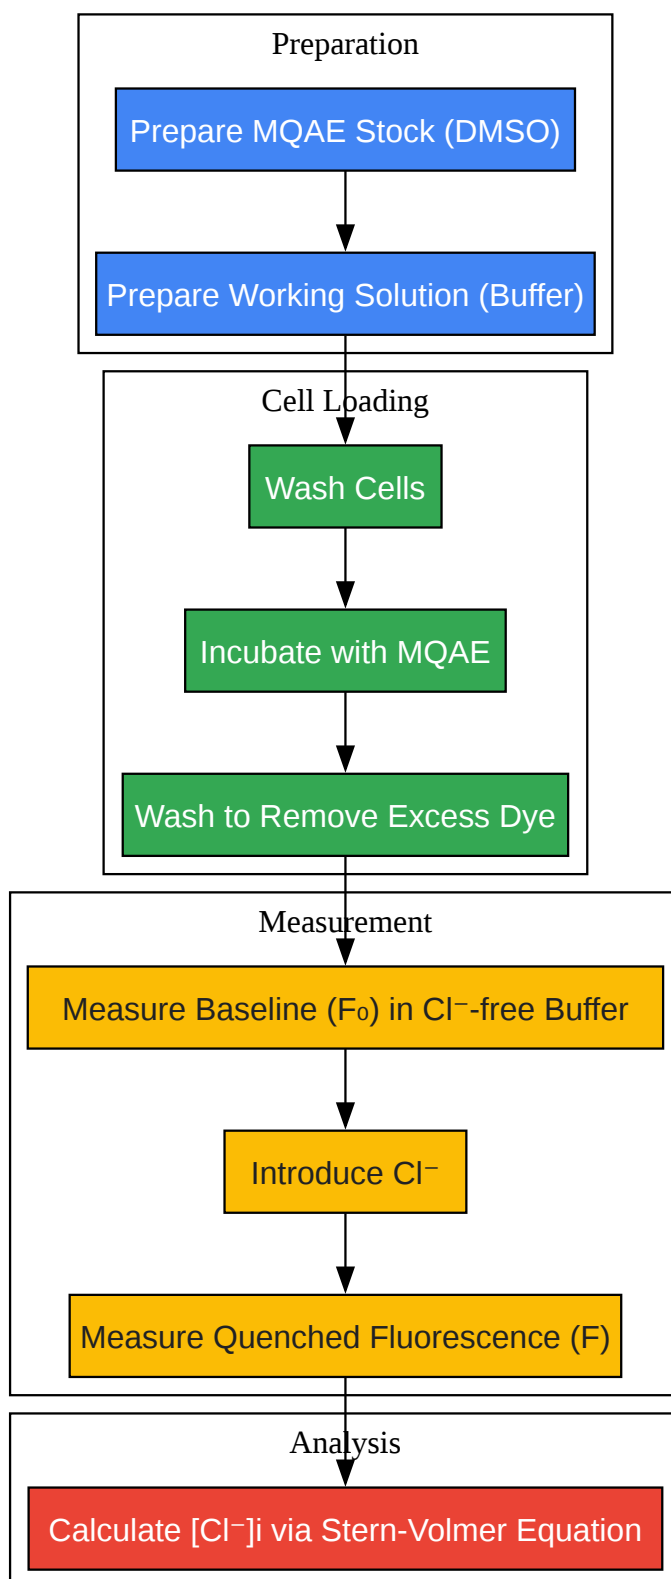 Preparation
Prepare MQAE Stock (DMSO)
Prepare Working Solution (Buffer)
Cell Loading
Wash Cells
Incubate with MQAE
Wash to Remove Excess Dye
Measurement
Measure Baseline (F₀) in Cl⁻-free Buffer
Introduce Cl⁻
Measure Quenched Fluorescence (F)
Analysis
Calculate [Cl⁻]i via Stern-Volmer Equation